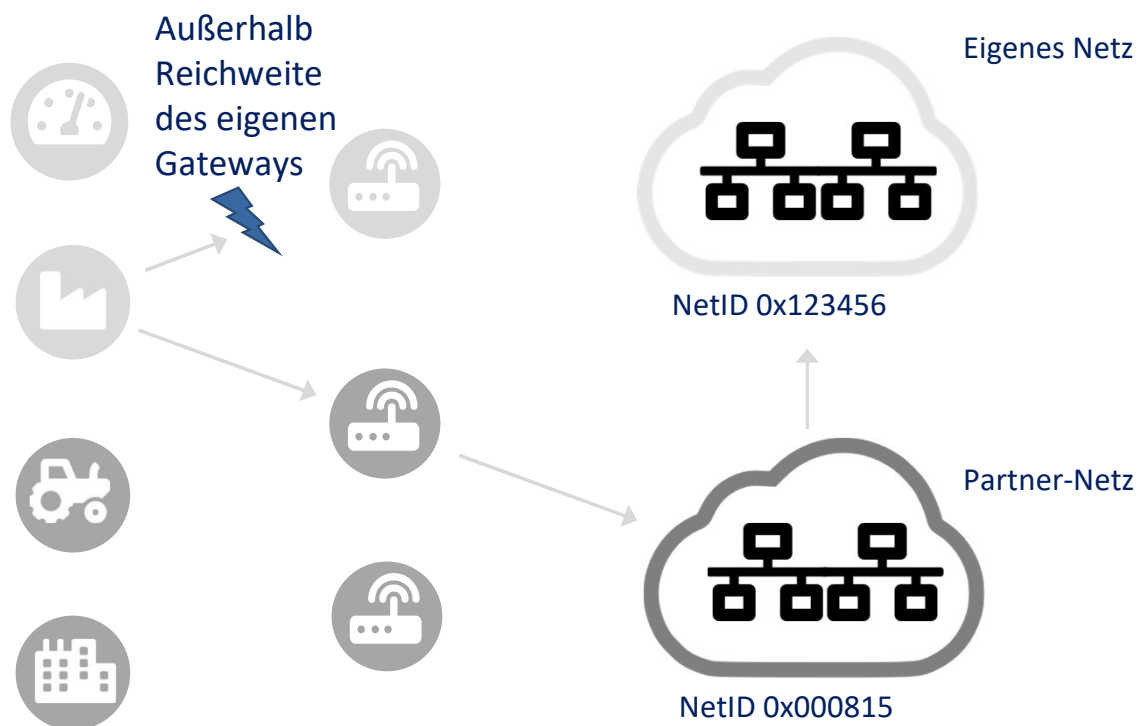 Außerhalb
Reichweite
des eigenen
Gateways
Eigenes Netz
NetID 0x123456
Partner-Netz
NetID 0x000815